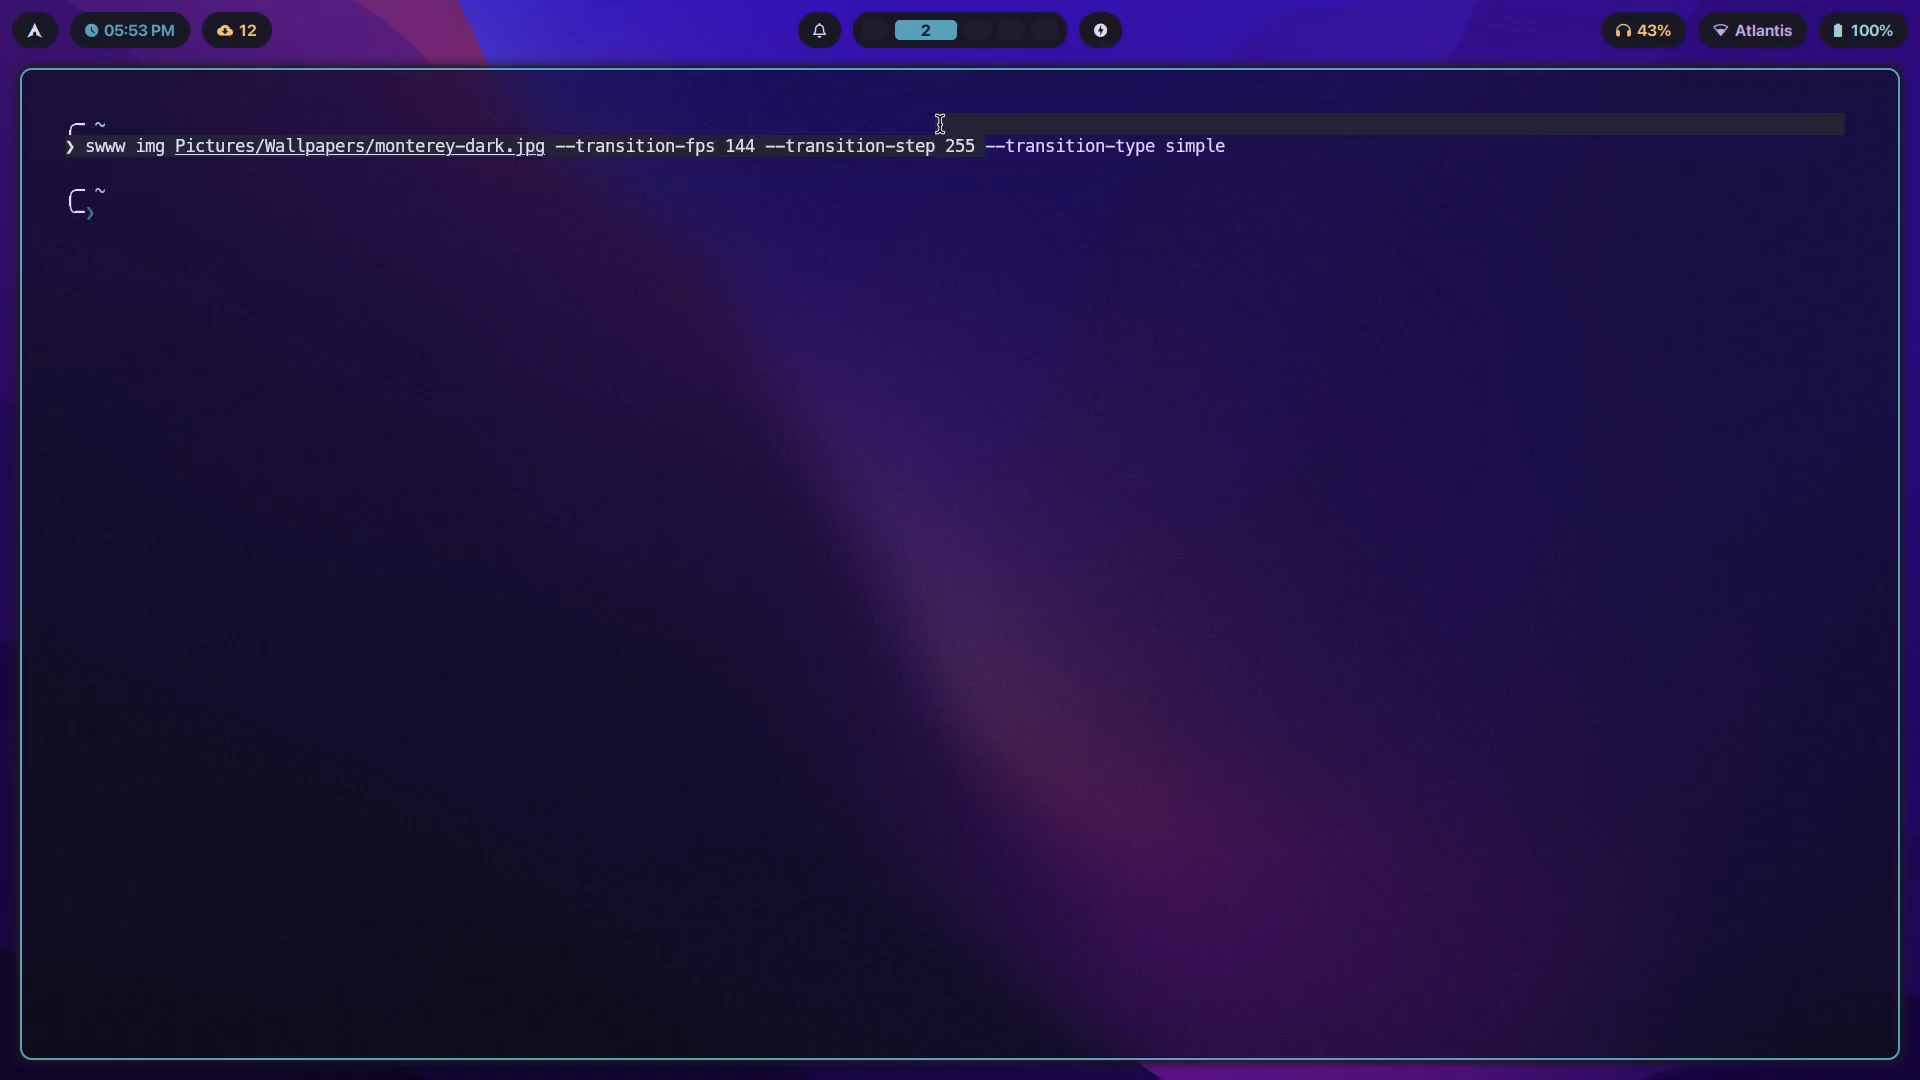 05:53 PM 12 2 43% Atlantis 100%
~
❯ swww img Pictures/Wallpapers/monterey-dark.jpg --transition-fps 144 --transition-step 255 --transition-type simple
~
❯